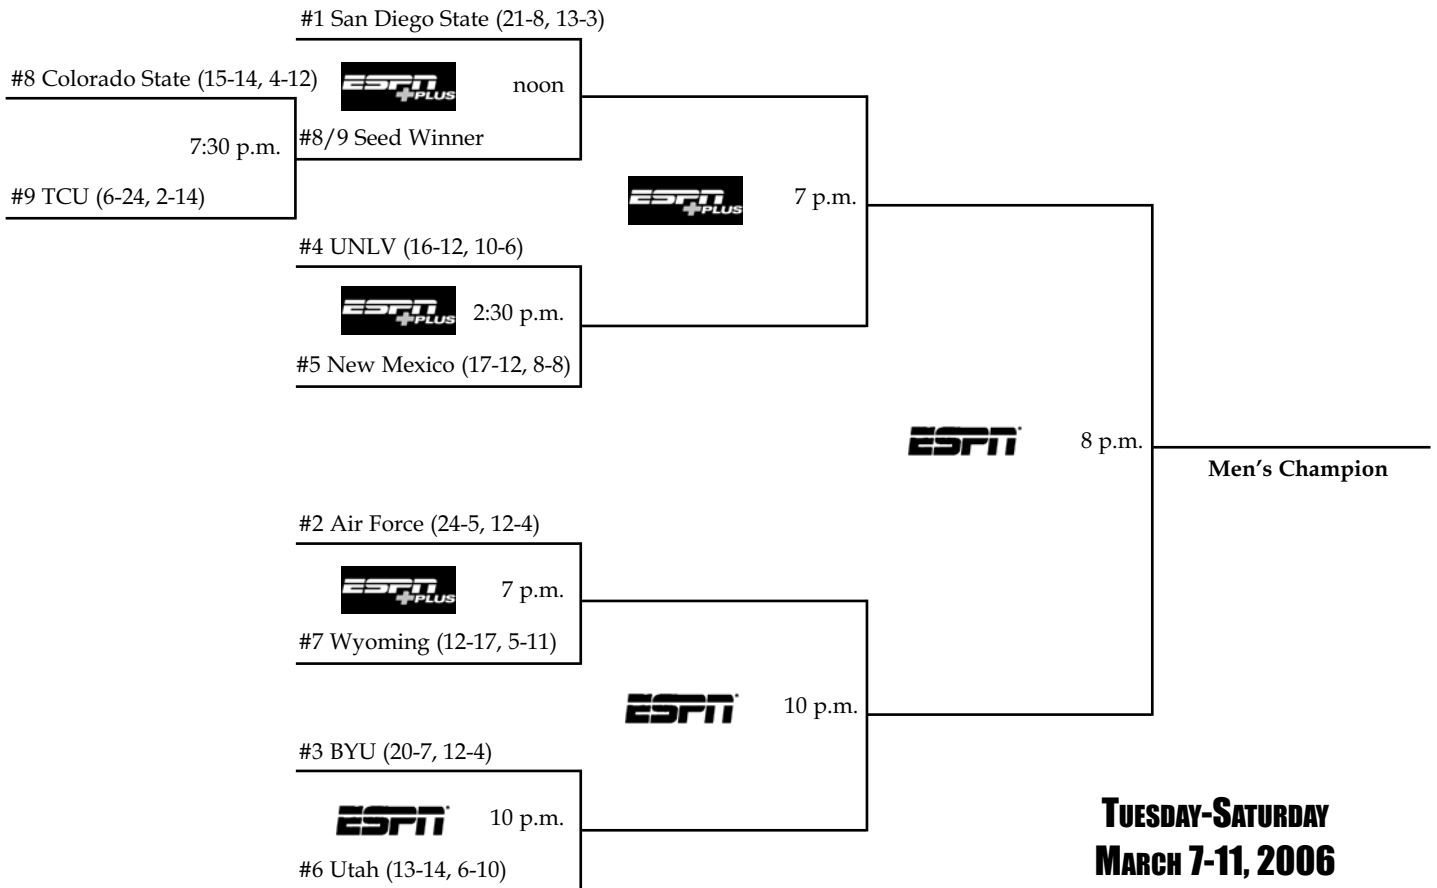 #1 San Diego State (21-8, 13-3)
#8 Colorado State (15-14, 4-12)
ESPN
+PLUS
noon
7:30 p.m.
#8/9 Seed Winner
#9 TCU (6-24, 2-14)
ESPN
+PLUS
7 p.m.
#4 UNLV (16-12, 10-6)
ESPN
+PLUS
2:30 p.m.
#5 New Mexico (17-12, 8-8)
ESPN
8 p.m.
Men's Champion
#2 Air Force (24-5, 12-4)
ESPN
+PLUS
7 p.m.
#7 Wyoming (12-17, 5-11)
ESPN
10 p.m.
#3 BYU (20-7, 12-4)
ESPN
10 p.m.
#6 Utah (13-14, 6-10)
TUESDAY-SATURDAY
MARCH 7-11, 2006